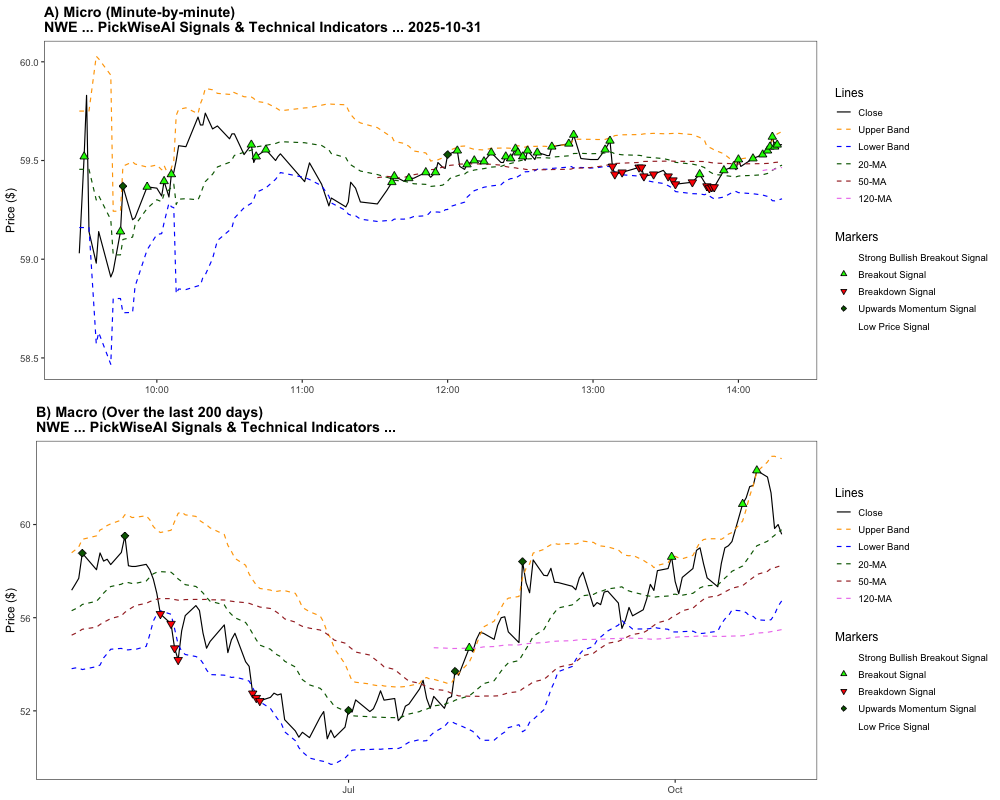 A) Micro (Minute-by-minute)
NWE ... PickWiseAI Signals & Technical Indicators ... 2025-10-31
Price ($)
60.0
59.5
59.0
58.5
10:00
11:00
12:00
13:00
14:00
Lines
Close
Upper Band
Lower Band
20-MA
50-MA
120-MA
Markers
Strong Bullish Breakout Signal
Breakout Signal
Breakdown Signal
Upwards Momentum Signal
Low Price Signal
B) Macro (Over the last 200 days)
NWE ... PickWiseAI Signals & Technical Indicators ...
Price ($)
60
56
52
Jul
Oct
Lines
Close
Upper Band
Lower Band
20-MA
50-MA
120-MA
Markers
Strong Bullish Breakout Signal
Breakout Signal
Breakdown Signal
Upwards Momentum Signal
Low Price Signal